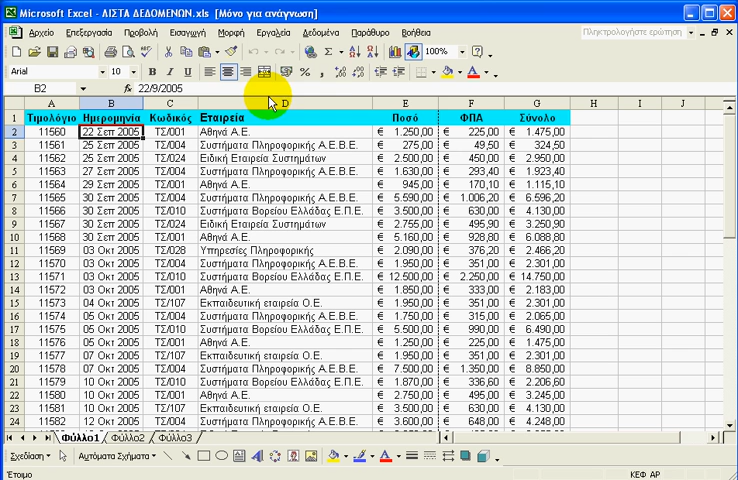 Microsoft Excel - ΛΙΣΤΑ ΔΕΔΟΜΕΝΩΝ.xls [Μόνο για ανάγνωση]
Αρχείο Επεξεργασία Προβολή Εισαγωγή Μορφή Εργαλεία Δεδομένα Παράθυρο Βοήθεια Πληκτρολογήστε ερώτηση
100%
Arial 10 B I U
B2 fx 22/9/2005
A B C D E F G H I J
1 Τιμολόγιο Ημερομηνία Κωδικός Εταιρεία Ποσό ΦΠΑ Σύνολο
2 11560 22 Σεπ 2005 ΤΣ/001 Αθηνά Α.Ε. € 1.250,00 € 225,00 € 1.475,00
3 11561 25 Σεπ 2005 ΤΣ/004 Συστήματα Πληροφορικής Α.Ε.Β.Ε. € 275,00 € 49,50 € 324,50
4 11562 25 Σεπ 2005 ΤΣ/024 Ειδική Εταιρεία Συστημάτων € 2.500,00 € 450,00 € 2.950,00
5 11563 27 Σεπ 2005 ΤΣ/004 Συστήματα Πληροφορικής Α.Ε.Β.Ε. € 1.630,00 € 293,40 € 1.923,40
6 11564 29 Σεπ 2005 ΤΣ/001 Αθηνά Α.Ε. € 945,00 € 170,10 € 1.115,10
7 11565 30 Σεπ 2005 ΤΣ/004 Συστήματα Πληροφορικής Α.Ε.Β.Ε. € 5.590,00 € 1.006,20 € 6.596,20
8 11566 30 Σεπ 2005 ΤΣ/010 Συστήματα Βορείου Ελλάδας Ε.Π.Ε. € 3.500,00 € 630,00 € 4.130,00
9 11567 30 Σεπ 2005 ΤΣ/024 Ειδική Εταιρεία Συστημάτων € 2.755,00 € 495,90 € 3.250,90
10 11568 30 Σεπ 2005 ΤΣ/001 Αθηνά Α.Ε. € 5.160,00 € 928,80 € 6.088,80
11 11569 03 Οκτ 2005 ΤΣ/028 Υπηρεσίες Πληροφορικής € 2.090,00 € 376,20 € 2.466,20
12 11570 03 Οκτ 2005 ΤΣ/004 Συστήματα Πληροφορικής Α.Ε.Β.Ε. € 1.950,00 € 351,00 € 2.301,00
13 11571 03 Οκτ 2005 ΤΣ/010 Συστήματα Βορείου Ελλάδας Ε.Π.Ε. € 12.500,00 € 2.250,00 € 14.750,00
14 11572 03 Οκτ 2005 ΤΣ/001 Αθηνά Α.Ε. € 1.850,00 € 333,00 € 2.183,00
15 11573 04 Οκτ 2005 ΤΣ/107 Εκπαιδευτική εταιρεία Ο.Ε. € 1.950,00 € 351,00 € 2.301,00
16 11574 05 Οκτ 2005 ΤΣ/004 Συστήματα Πληροφορικής Α.Ε.Β.Ε. € 1.750,00 € 315,00 € 2.065,00
17 11575 05 Οκτ 2005 ΤΣ/010 Συστήματα Βορείου Ελλάδας Ε.Π.Ε. € 5.500,00 € 990,00 € 6.490,00
18 11576 05 Οκτ 2005 ΤΣ/001 Αθηνά Α.Ε. € 1.250,00 € 225,00 € 1.475,00
19 11577 07 Οκτ 2005 ΤΣ/107 Εκπαιδευτική εταιρεία Ο.Ε. € 1.950,00 € 351,00 € 2.301,00
20 11578 07 Οκτ 2005 ΤΣ/004 Συστήματα Πληροφορικής Α.Ε.Β.Ε. € 7.500,00 € 1.350,00 € 8.850,00
21 11579 10 Οκτ 2005 ΤΣ/010 Συστήματα Βορείου Ελλάδας Ε.Π.Ε. € 1.870,00 € 336,60 € 2.206,60
22 11580 10 Οκτ 2005 ΤΣ/001 Αθηνά Α.Ε. € 2.750,00 € 495,00 € 3.245,00
23 11581 10 Οκτ 2005 ΤΣ/107 Εκπαιδευτική εταιρεία Ο.Ε. € 3.500,00 € 630,00 € 4.130,00
24 11582 12 Οκτ 2005 ΤΣ/004 Συστήματα Πληροφορικής Α.Ε.Β.Ε. € 3.600,00 € 648,00 € 4.248,00
Φύλλο1 Φύλλο2 Φύλλο3
Σχεδίαση Αυτόματα Σχήματα
Έτοιμο ΚΕΦ ΑΡ